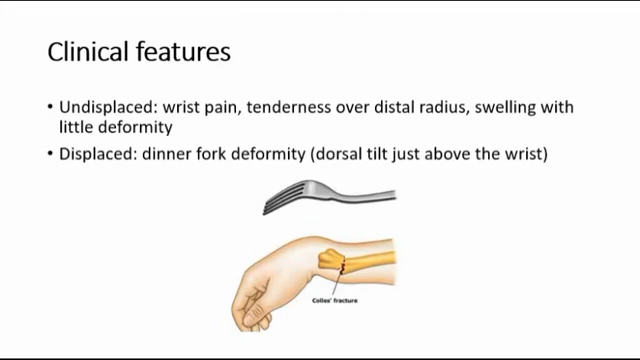 Clinical features
• Undisplaced: wrist pain, tenderness over distal radius, swelling with
little deformity
• Displaced: dinner fork deformity (dorsal tilt just above the wrist)
Colles' fracture